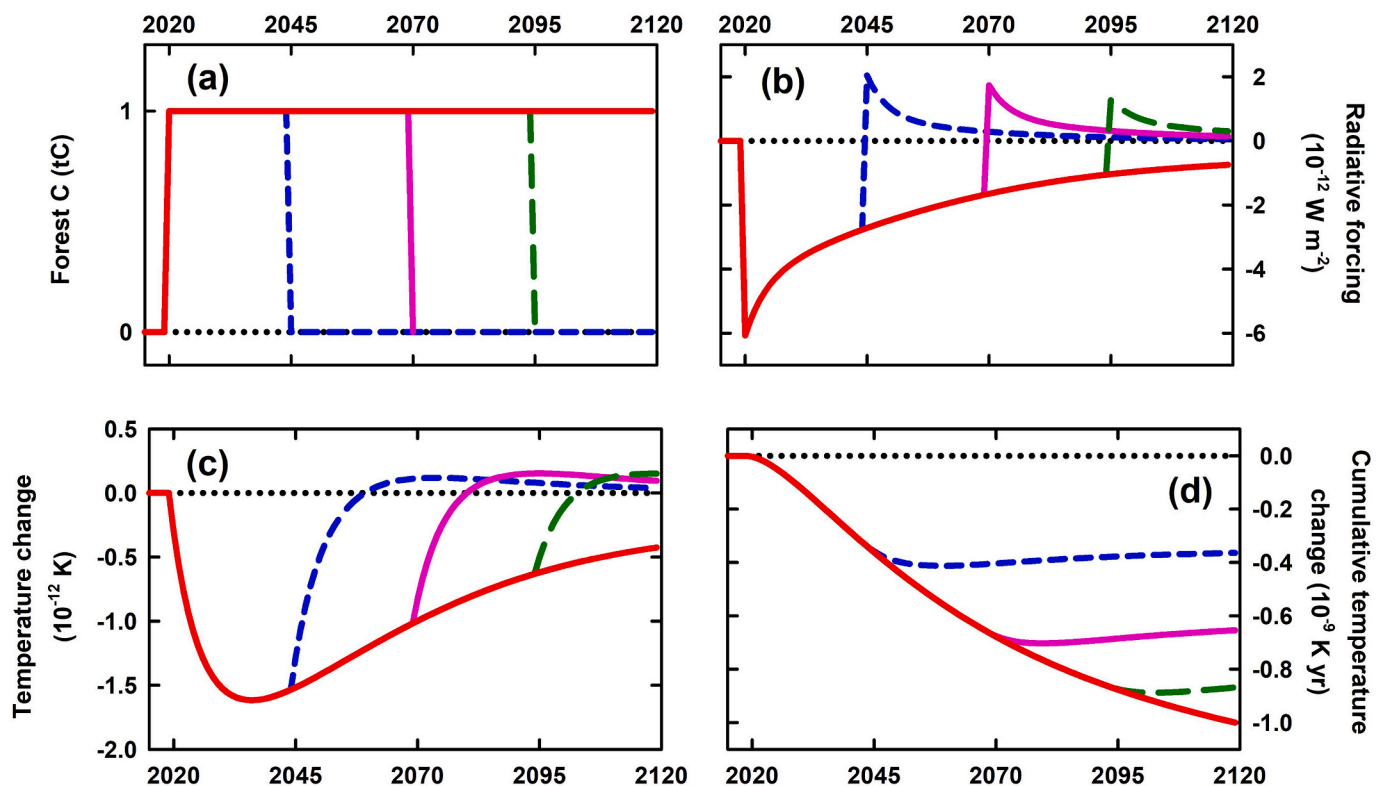 2020 2045 2070 2095 2120
2020 2045 2070 2095 2120
(a)
1
0
Forest C (tC)
(b)
2
0
-2
-4
-6
Radiative forcing
(10-12 W m-2)
0.5
0.0
-0.5
-1.0
-1.5
-2.0
Temperature change
(10-12 K)
(c)
2020 2045 2070 2095 2120
(d)
0.0
-0.2
-0.4
-0.6
-0.8
-1.0
Cumulative temperature
change (10-9 K yr)
2020 2045 2070 2095 2120